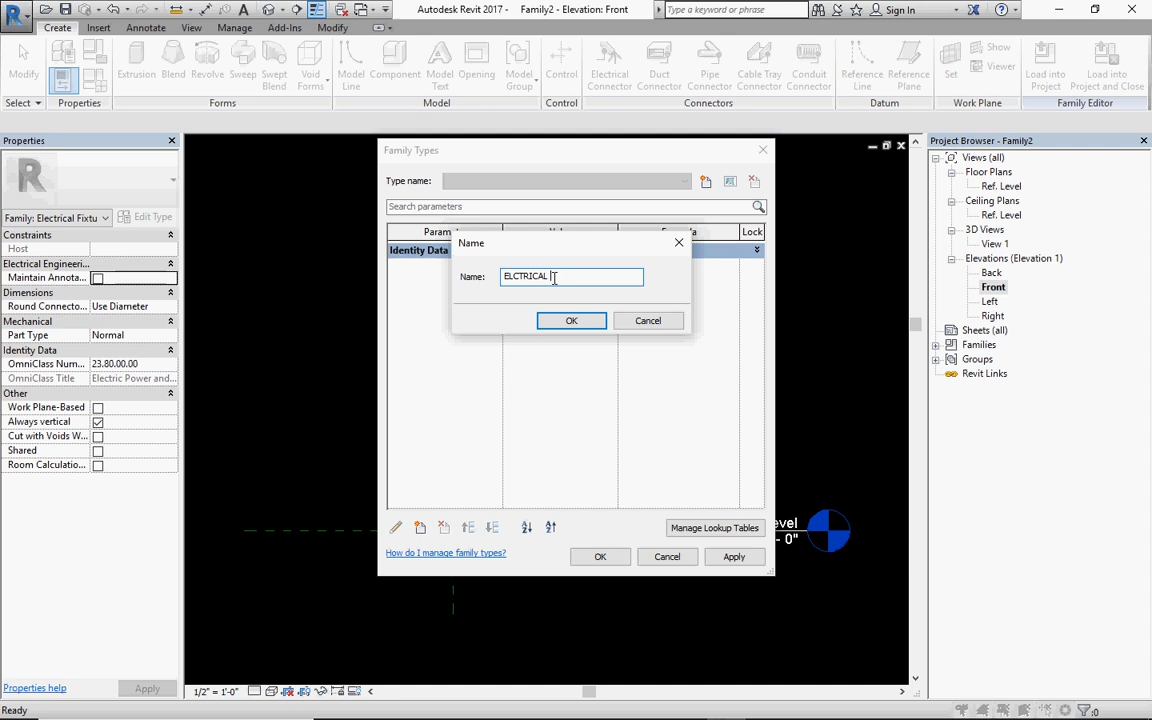 Autodesk Revit 2017 - Family2 - Elevation: Front
Type a keyword or phrase
Sign In
Create Insert Annotate View Manage Add-Ins Modify
Modify
Extrusion Blend Revolve Sweep Swept Blend Void Forms
Model Line Component Model Text Opening Model Group
Control
Electrical Connector Duct Connector Pipe Connector Cable Tray Connector Conduit Connector
Reference Line Reference Plane
Set Show Viewer
Load into Project Load into Project and Close
Select Properties Forms Model Control Connectors Datum Work Plane Family Editor
Properties
R
Family: Electrical Fixtu
Edit Type
Constraints
Host
Electrical Engineeri...
Maintain Annota...
Dimensions
Round Connecto... Use Diameter
Mechanical
Part Type Normal
Identity Data
OmniClass Num... 23.80.00.00
OmniClass Title Electric Power and...
Other
Work Plane-Based
Always vertical
Cut with Voids W...
Shared
Room Calculatio...
Properties help
Apply
Family Types
Type name:
Search parameters
Lock
Identity Data
Name
Name: ELCTRICAL
OK Cancel
Manage Lookup Tables
How do I manage family types?
OK Cancel Apply
evel
- 0"
Project Browser - Family2
Views (all)
Floor Plans
Ref. Level
Ceiling Plans
Ref. Level
3D Views
View 1
Elevations (Elevation 1)
Back
Front
Left
Right
Sheets (all)
Families
Groups
Revit Links
1/2" = 1'-0"
Ready
:0